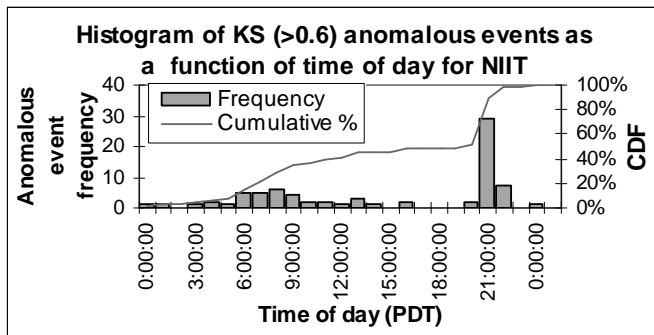 Histogram of KS (>0.6) anomalous events as
a function of time of day for NIIT
Anomalous
event
frequency
40
30
20
10
0
Frequency
Cumulative %
100%
80%
60%
40%
20%
0%
CDF
0:00:00
3:00:00
6:00:00
9:00:00
12:00:00
15:00:00
18:00:00
21:00:00
0:00:00
Time of day (PDT)